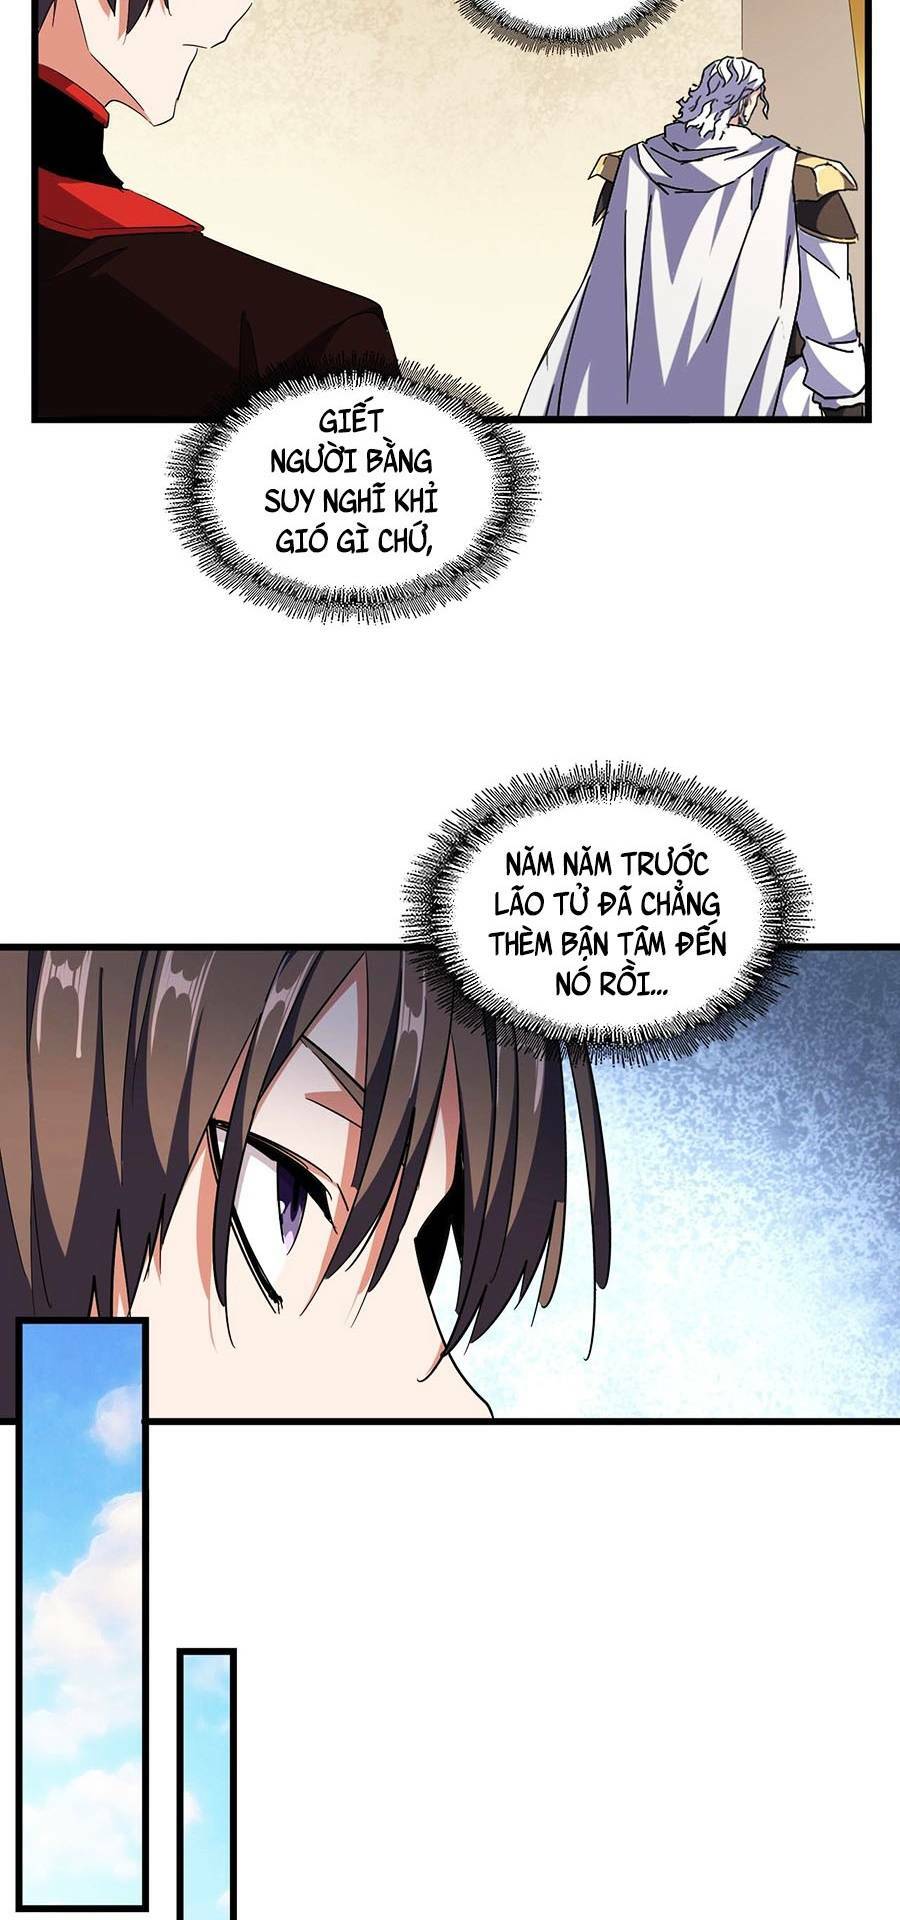 GIẾT
NGƯỜI BẰNG
SUY NGHĨ KHỈ
GIÓ GÌ CHỨ,
NĂM NĂM TRƯỚC
LÃO TỬ ĐÃ CHẲNG
THÈM BẬN TÂM ĐẾN
NÓ RỒI...